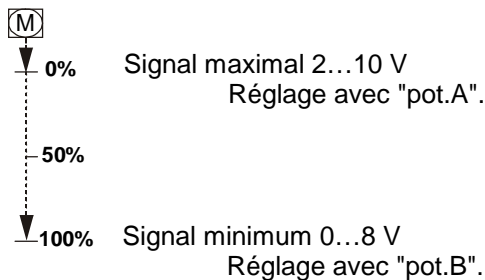 M
0% Signal maximal 2…10 V
Réglage avec "pot.A".
50%
100% Signal minimum 0…8 V
Réglage avec "pot.B".